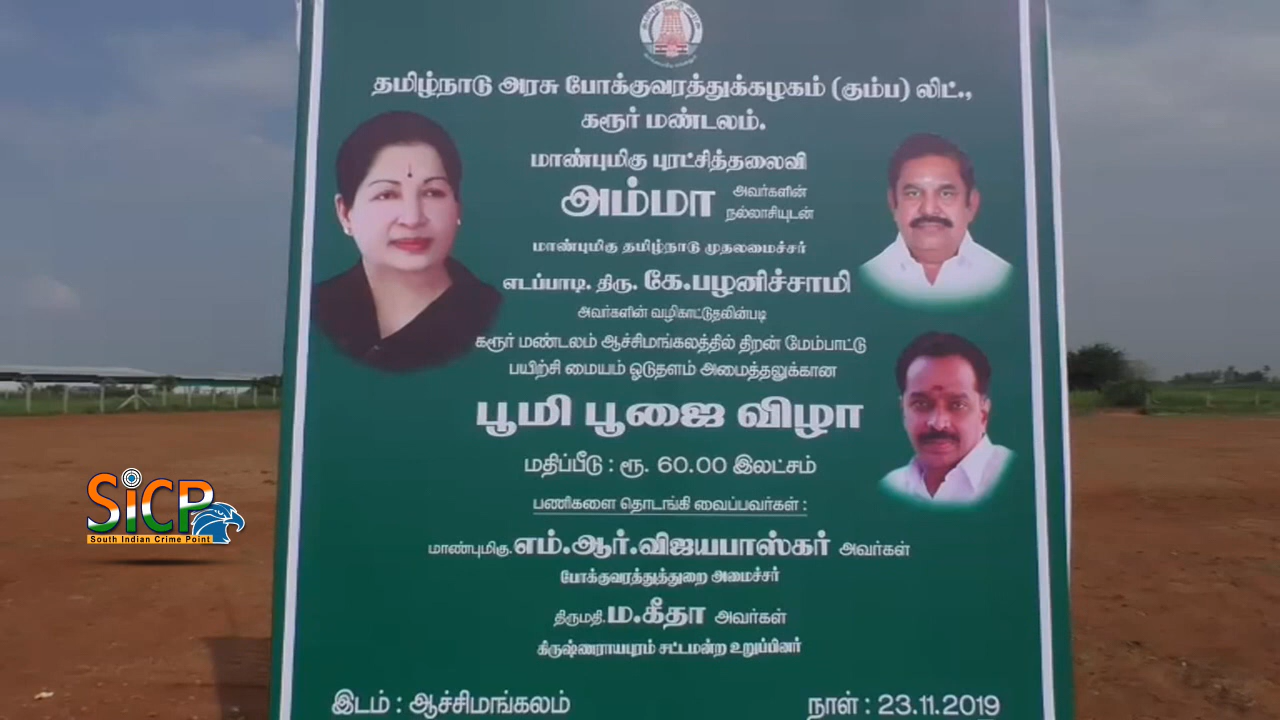 தமிழ்நாடு அரசு போக்குவரத்துக்கழகம் (கும்ப) லிட்.,
கரூர் மண்டலம்.
மாண்புமிகு புரட்சித்தலைவி
அம்மா அவர்களின்
நல்லாசியுடன்
மாண்புமிகு தமிழ்நாடு முதலமைச்சர்
எடப்பாடி. திரு. கே.பழனிச்சாமி
அவர்களின் வழிகாட்டுதலின்படி
கரூர் மண்டலம் ஆச்சிமங்கலத்தில் திறன் மேம்பாட்டு
பயிற்சி மையம் ஓடுதளம் அமைத்தலுக்கான
பூமி பூஜை விழா
மதிப்பீடு : ரூ. 60.00 இலட்சம்
பணிகளை தொடங்கி வைப்பவர்கள் :
மாண்புமிகு.எம்.ஆர்.விஜயபாஸ்கர் அவர்கள்
போக்குவரத்துத்துறை அமைச்சர்
திருமதி.ம.கீதா அவர்கள்
கிருஷ்ணராயபுரம் சட்டமன்ற உறுப்பினர்
இடம் : ஆச்சிமங்கலம் நாள் : 23.11.2019
SiCP
South Indian Crime Point